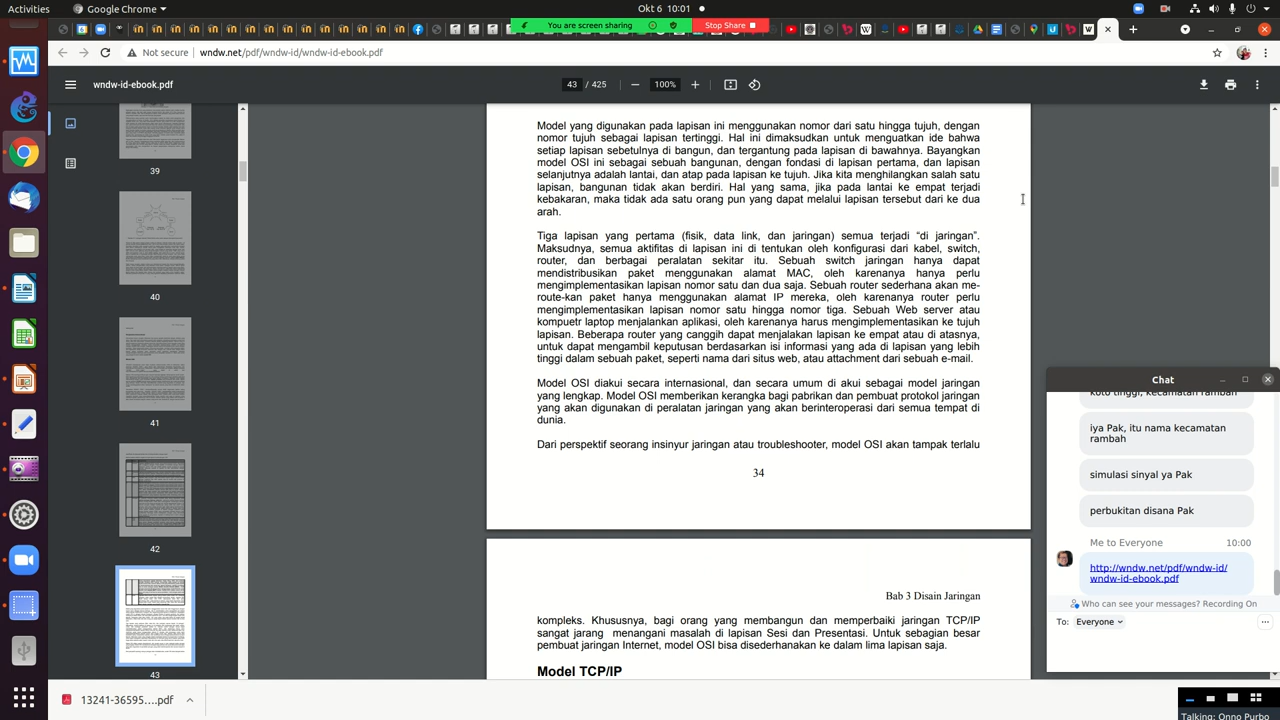 Activities
Google Chrome
Okt 6 10:01
You are screen sharing
Stop Share
Not secure
wndw.net/pdf/wndw-id/wndw-id-ebook.pdf
wndw-id-ebook.pdf
43 / 425
100%
39
40
41
42
43
Model yang digunakan pada lapisan ini menggunakan nomor dari satu hingga tujuh, dengan
nomor tujuh sebagai lapisan tertinggi. Hal ini dimaksudkan untuk menguatkan ide bahwa
setiap lapisan sebetulnya di bangun, dan tergantung pada lapisan di bawahnya. Bayangkan
model OSI ini sebagai sebuah bangunan, dengan fondasi di lapisan pertama, dan lapisan
selanjutnya adalah lantai, dan atap pada lapisan ke tujuh. Jika kita menghilangkan salah satu
lapisan, bangunan tidak akan berdiri. Hal yang sama, jika pada lantai ke empat terjadi
kebakaran, maka tidak ada satu orang pun yang dapat melalui lapisan tersebut dari ke dua
arah.
Tiga lapisan yang pertama (fisik, data link, dan jaringan) semua terjadi “di jaringan”.
Maksudnya, semua aktifitas di lapisan ini di tentukan oleh konfigurasi dari kabel, switch,
router, dan berbagai peralatan sekitar itu. Sebuah switch jaringan hanya dapat
mendistribusikan paket menggunakan alamat MAC, oleh karenanya hanya perlu
mengimplementasikan lapisan nomor satu dan dua saja. Sebuah router sederhana akan me-
route-kan paket hanya menggunakan alamat IP mereka, oleh karenanya router perlu
mengimplementasikan lapisan nomor satu hingga nomor tiga. Sebuah Web server atau
kompuetr laptop menjalankan aplikasi, oleh karenanya harus mengimplementasikan ke tujuh
lapisan. Beberapa router yang canggih dapat menjalakan lapisan ke empat atau di atasnya,
untuk dapat mengambil keputusan berdasarkan isi informasi yang ada di lapisan yang lebih
tinggi dalam sebuah paket, seperti nama dari situs web, atau attachment dari sebuah e-mail.
Model OSI diakui secara internasional, dan secara umum di akui sebagai model jaringan
yang lengkap. Model OSI memberikan kerangka bagi pabrikan dan pembuat protokol jaringan
yang akan digunakan di peralatan jaringan yang akan berinteroperasi dari semua tempat di
dunia.
Dari perspektif seorang insinyur jaringan atau troubleshooter, model OSI akan tampak terlalu
34
Bab 3 Disain Jaringan
kompleks. Khususnya, bagi orang yang membangun dan memperbaiki jaringan TCP/IP
sangat jarang menangani masalah di lapisan Sesi dan Presentasi. Untuk sebagian besar
pembuat jaringan Internet, model OSI bisa disederhanakan ke dalam lima lapisan saja.
Model TCP/IP
Chat
koto tinggi, kecamatan rambah
iya Pak, itu nama kecamatan
rambah
simulasi sinyal ya Pak
perbukitan disana Pak
Me to Everyone 10:00
http://wndw.net/pdf/wndw-id/
wndw-id-ebook.pdf
Who can see your messages? Recording On
To: Everyone
13241-36595....pdf
Talking: Onno Purbo